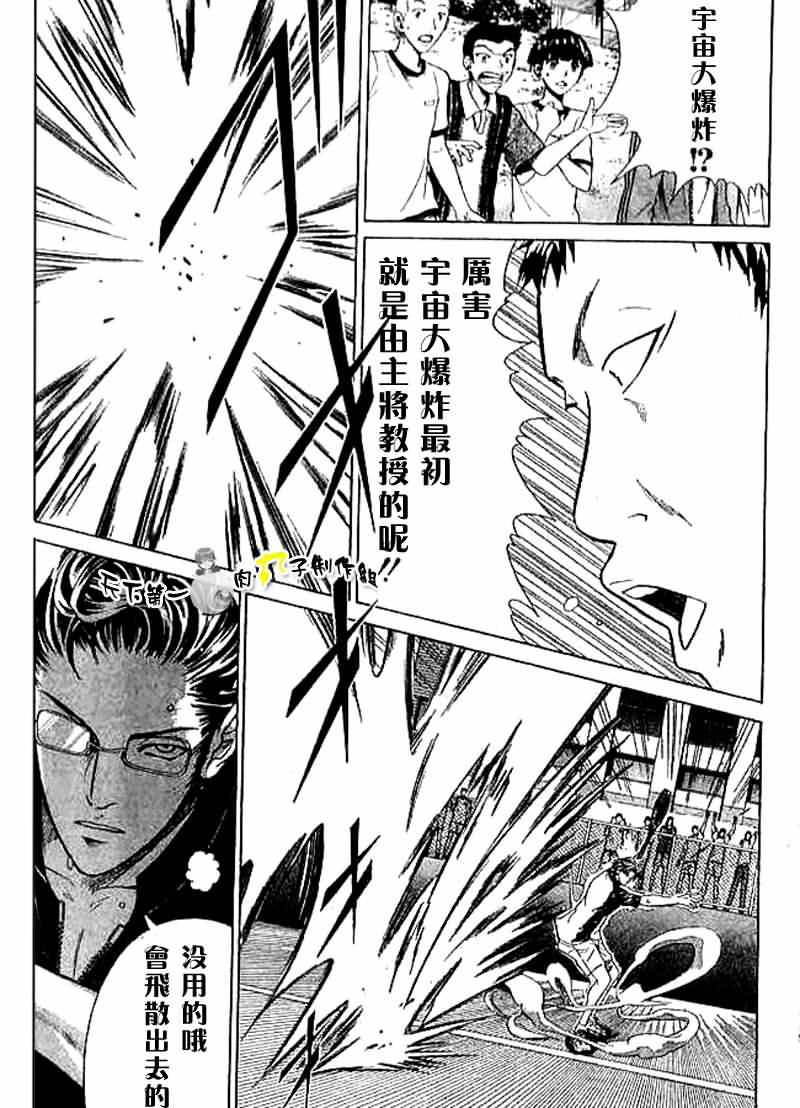 宇宙大爆炸!?
厲害
宇宙大爆炸最初
就是由主將教授的呢!!
天下第一
肉丸子制作組
没用的哦
會飛散出去的